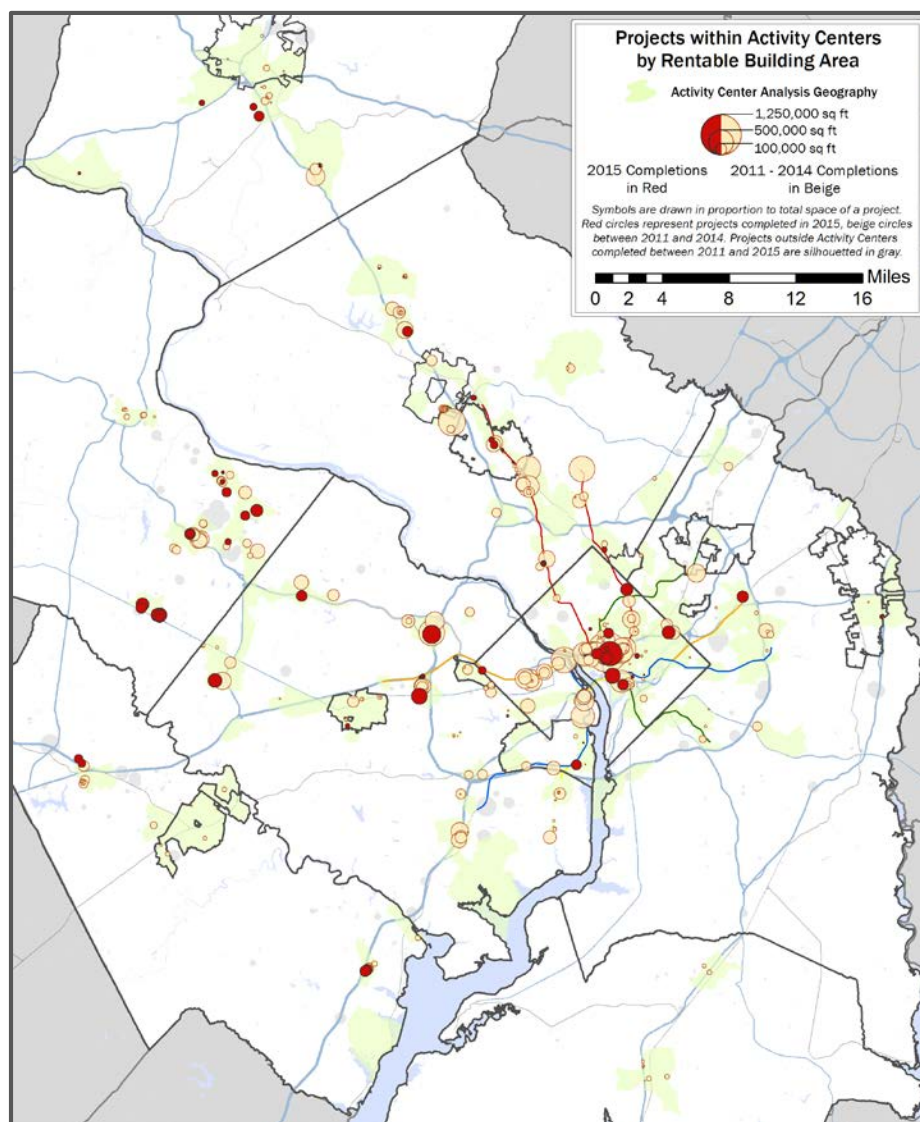 Projects within Activity Centers
by Rentable Building Area
Activity Center Analysis Geography
1,250,000 sq ft
500,000 sq ft
100,000 sq ft
2015 Completions
in Red
2011 - 2014 Completions
in Beige
Symbols are drawn in proportion to total space of a project.
Red circles represent projects completed in 2015, beige circles
between 2011 and 2014. Projects outside Activity Centers
completed between 2011 and 2015 are silhouetted in gray.
Miles
0 2 4 8 12 16